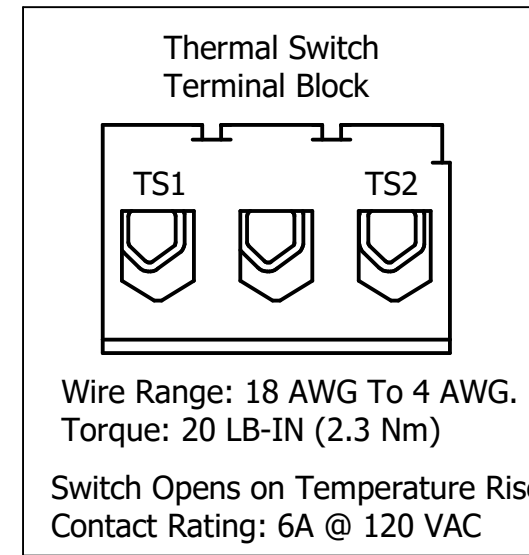 Thermal Switch
Terminal Block
TS1 TS2
Wire Range: 18 AWG To 4 AWG.
Torque: 20 LB-IN (2.3 Nm)
Switch Opens on Temperature Rise
Contact Rating: 6A @ 120 VAC